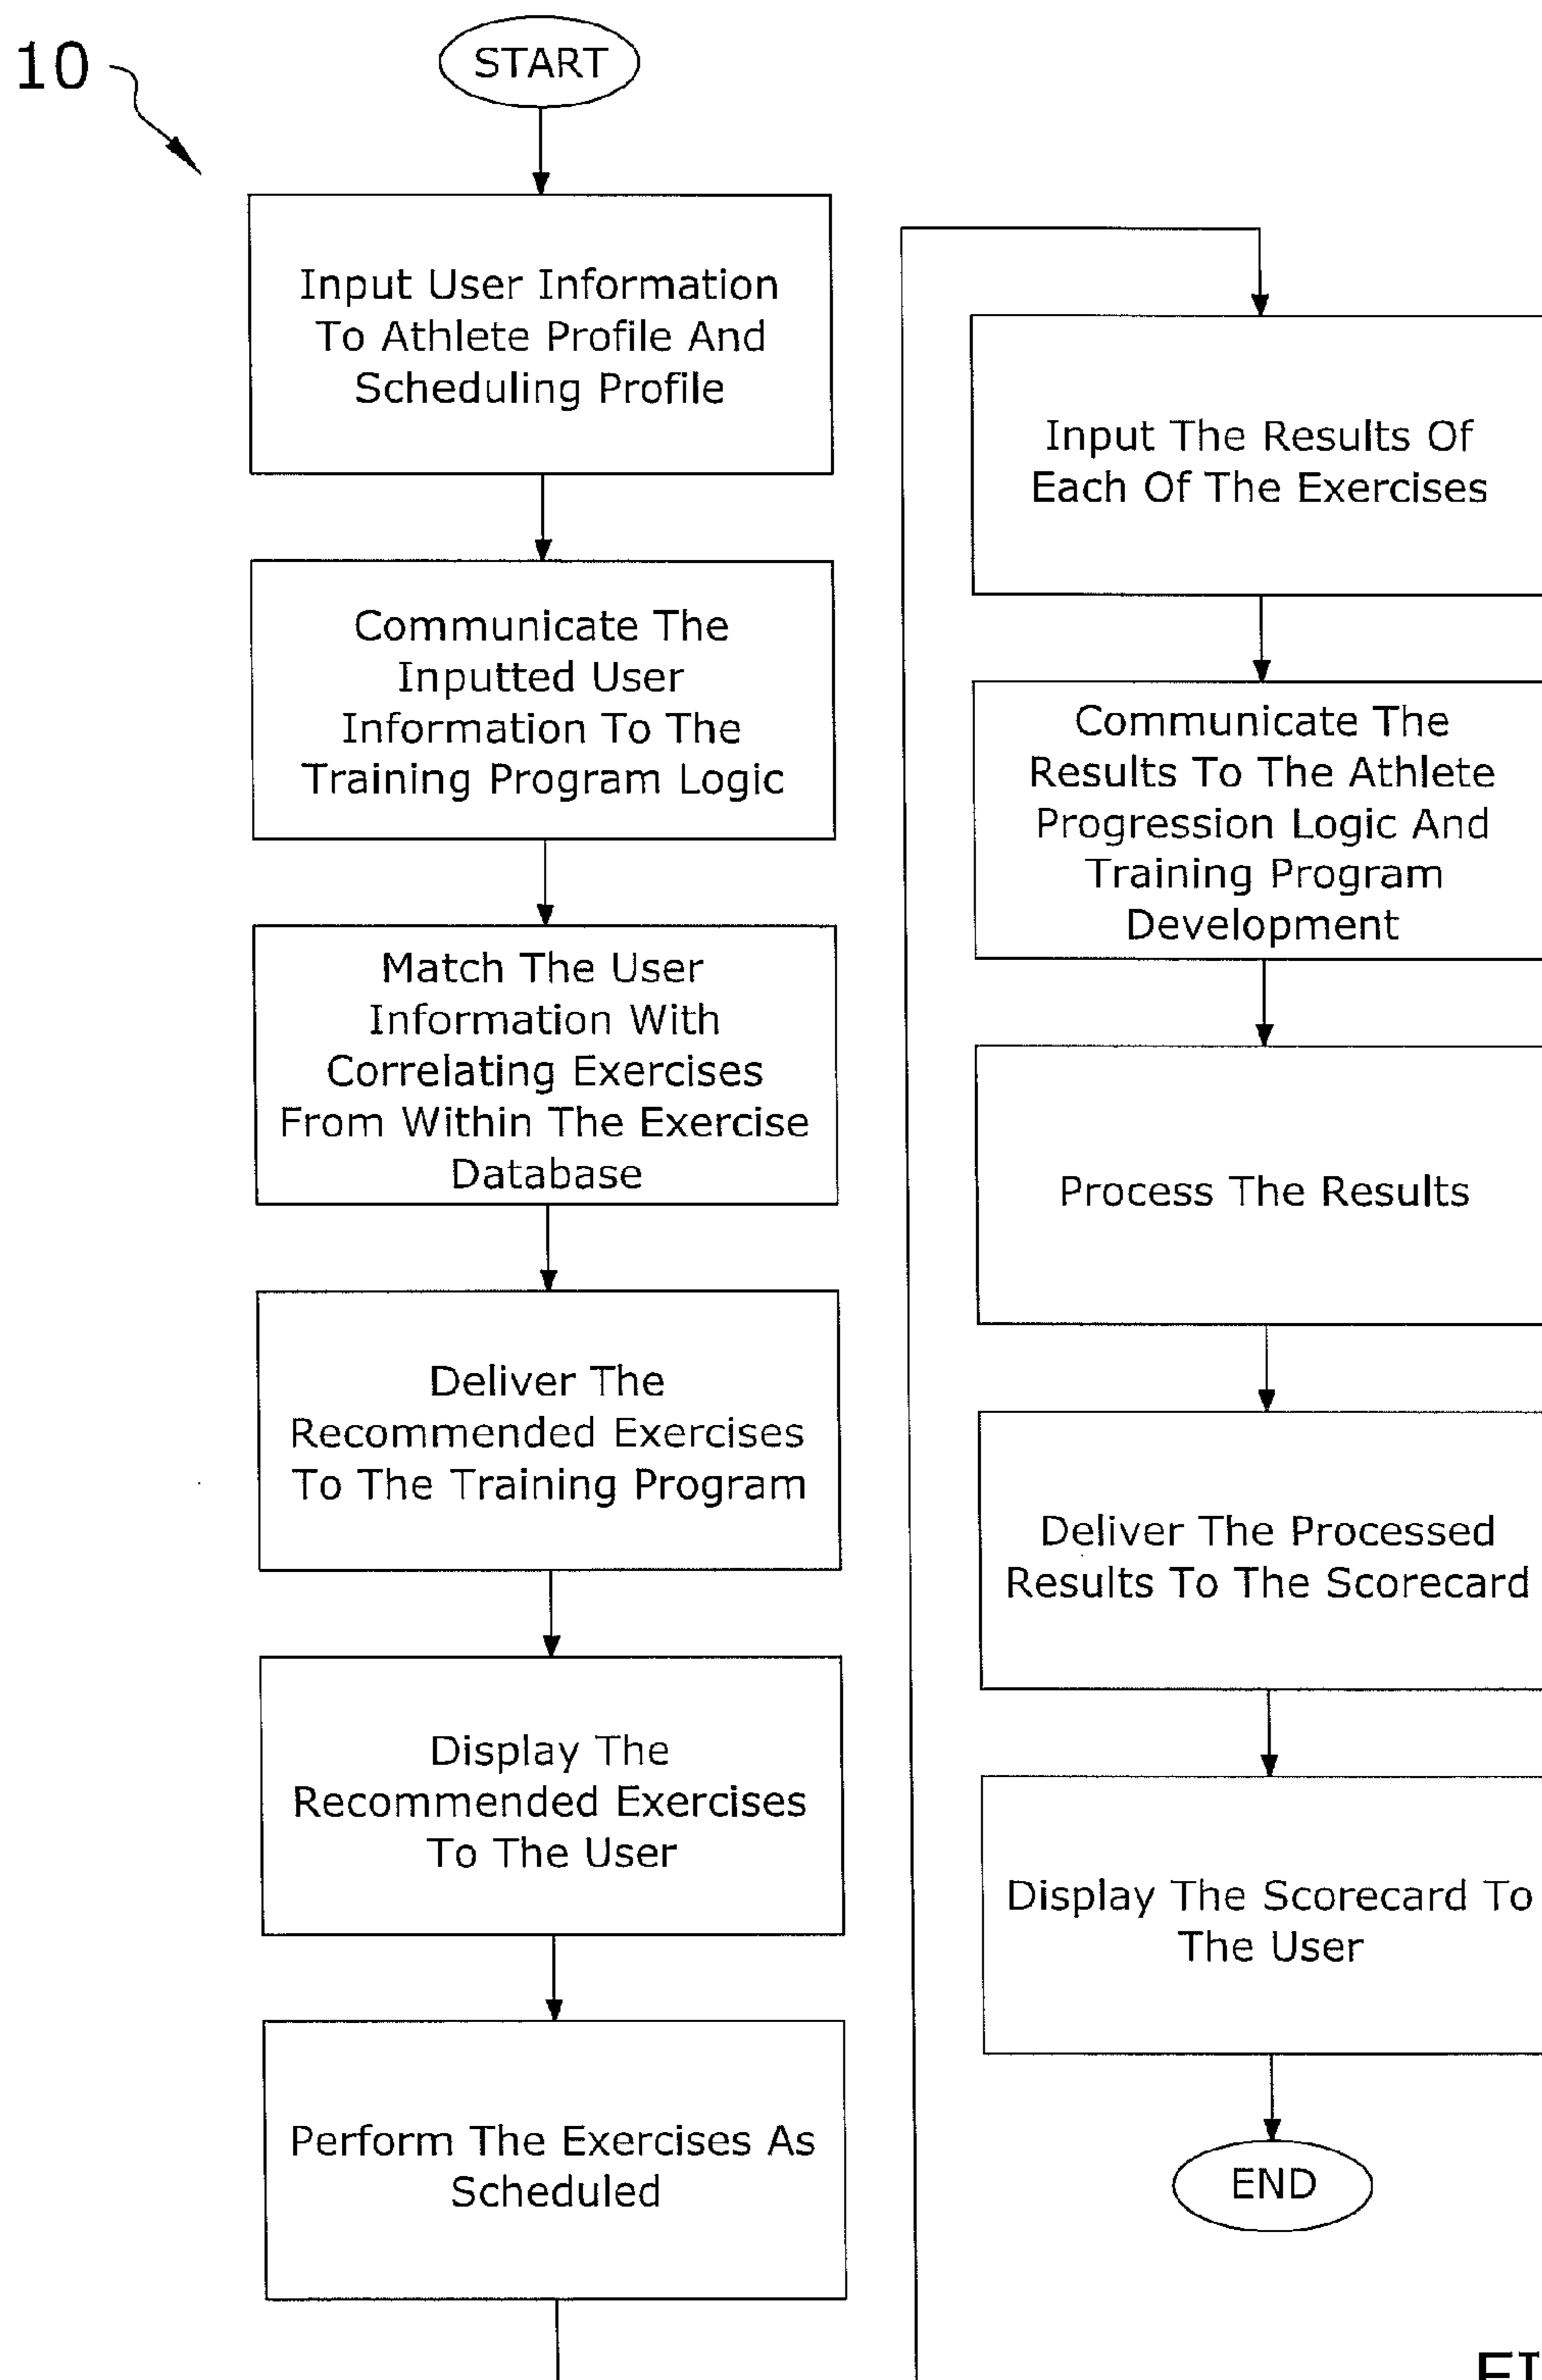 10
START
Input User Information
To Athlete Profile And
Scheduling Profile
Communicate The
Inputted User
Information To The
Training Program Logic
Match The User
Information With
Correlating Exercises
From Within The Exercise
Database
Deliver The
Recommended Exercises
To The Training Program
Display The
Recommended Exercises
To The User
Perform The Exercises As
Scheduled
Input The Results Of
Each Of The Exercises
Communicate The
Results To The Athlete
Progression Logic And
Training Program
Development
Process The Results
Deliver The Processed
Results To The Scorecard
Display The Scorecard To
The User
END